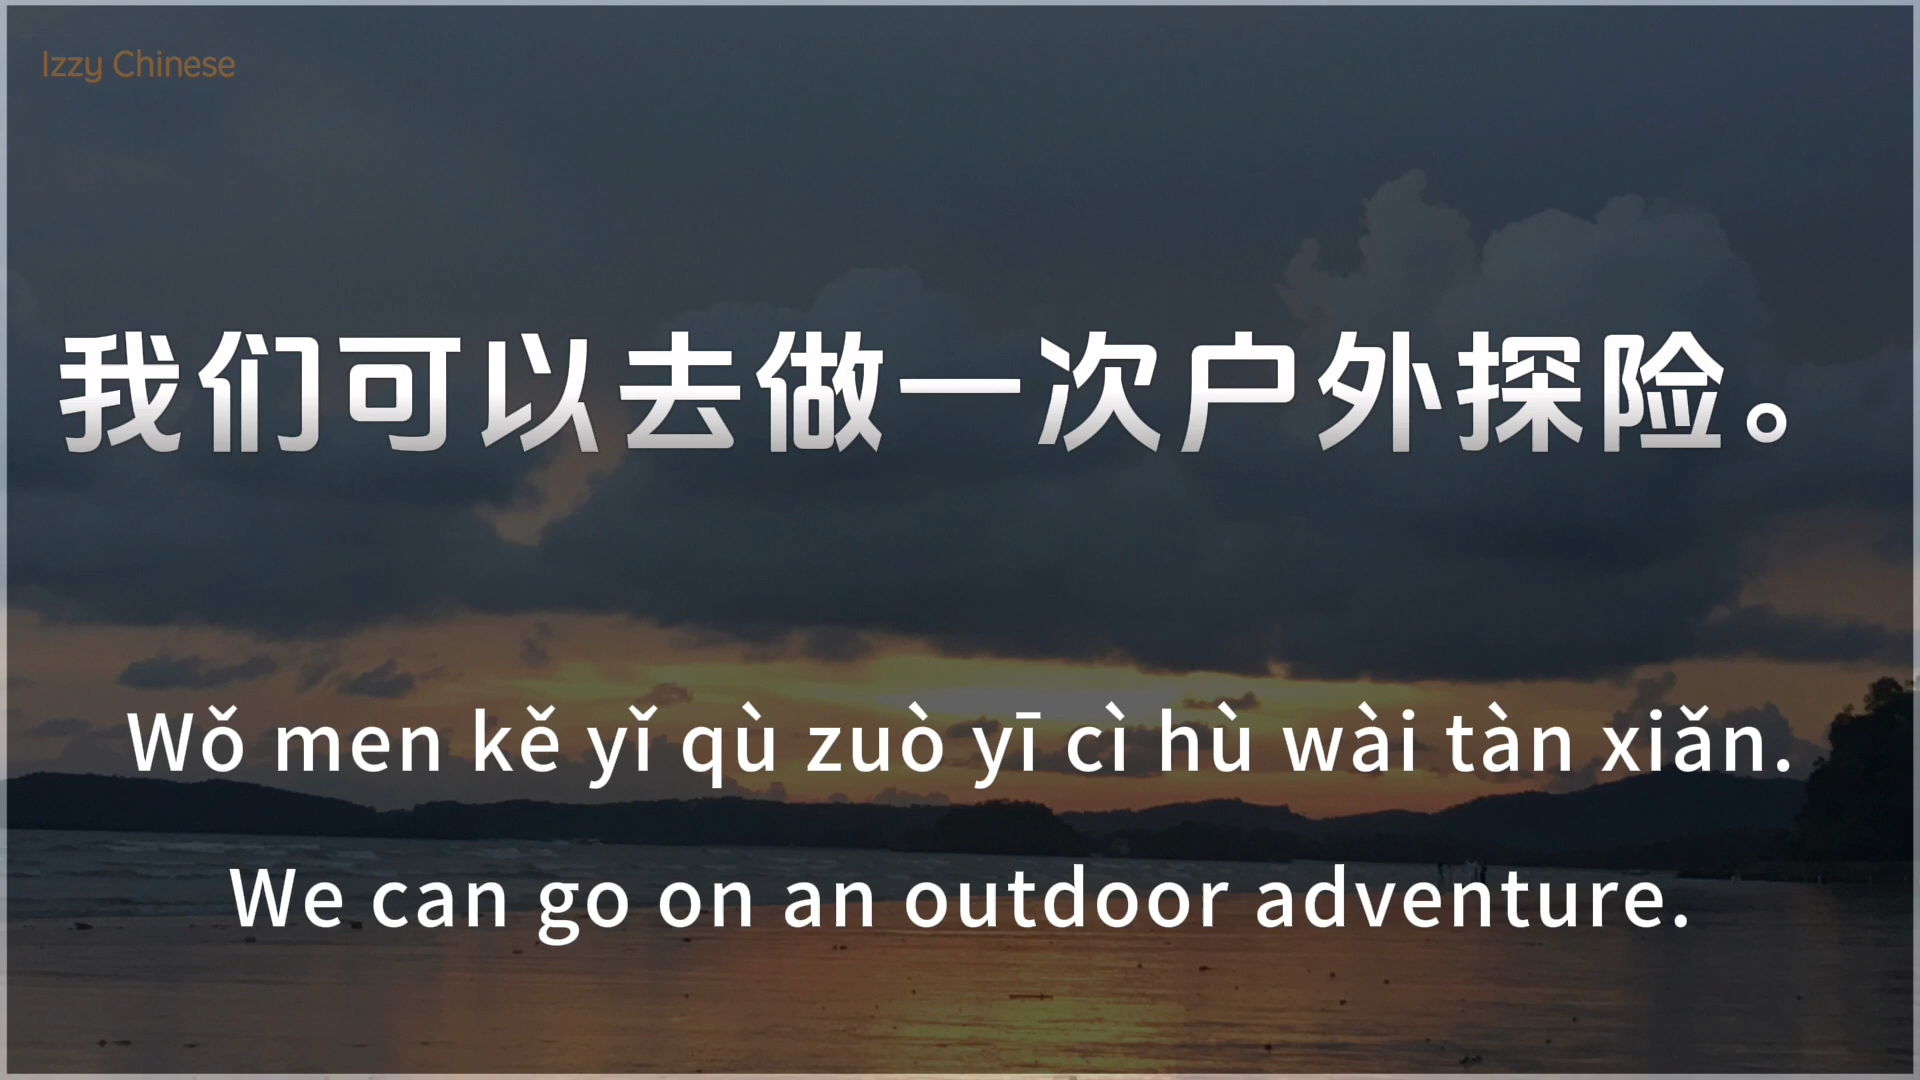 Izzy Chinese
我们可以去做一次户外探险。
Wǒ men kě yǐ qù zuò yī cì hù wài tàn xiǎn.
We can go on an outdoor adventure.